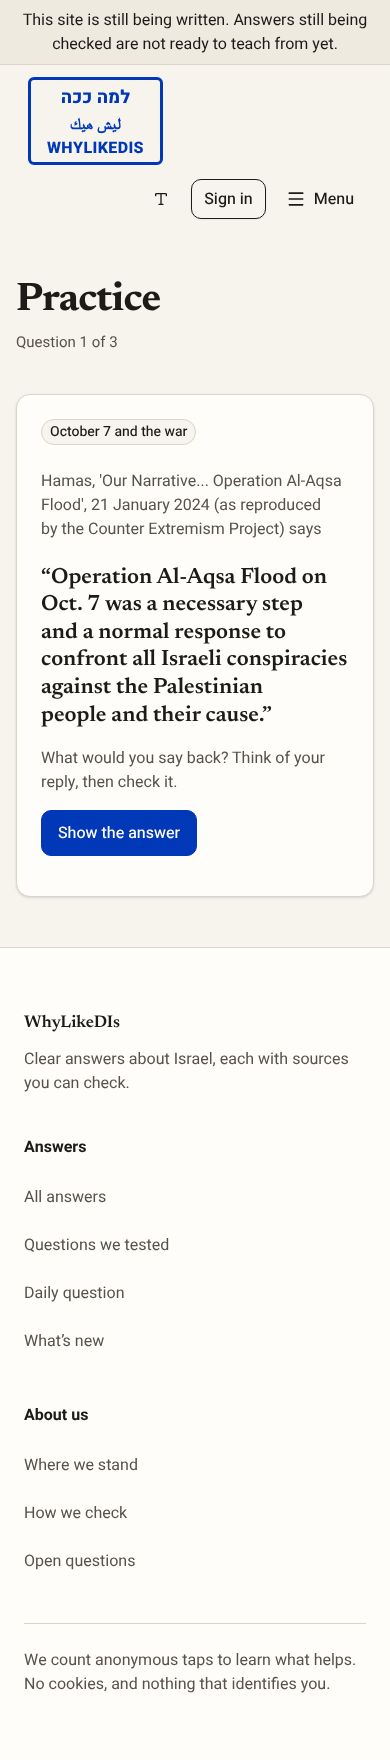 This site is still being written. Answers still being
checked are not ready to teach from yet.
למה ככה
ليش هيك
WHYLIKEDIS
T
Sign in
Menu
Practice
Question 1 of 3
October 7 and the war
Hamas, 'Our Narrative... Operation Al-Aqsa
Flood', 21 January 2024 (as reproduced
by the Counter Extremism Project) says
“Operation Al-Aqsa Flood on
Oct. 7 was a necessary step
and a normal response to
confront all Israeli conspiracies
against the Palestinian
people and their cause.”
What would you say back? Think of your
reply, then check it.
Show the answer
WhyLikeDIs
Clear answers about Israel, each with sources
you can check.
Answers
All answers
Questions we tested
Daily question
What’s new
About us
Where we stand
How we check
Open questions
We count anonymous taps to learn what helps.
No cookies, and nothing that identifies you.